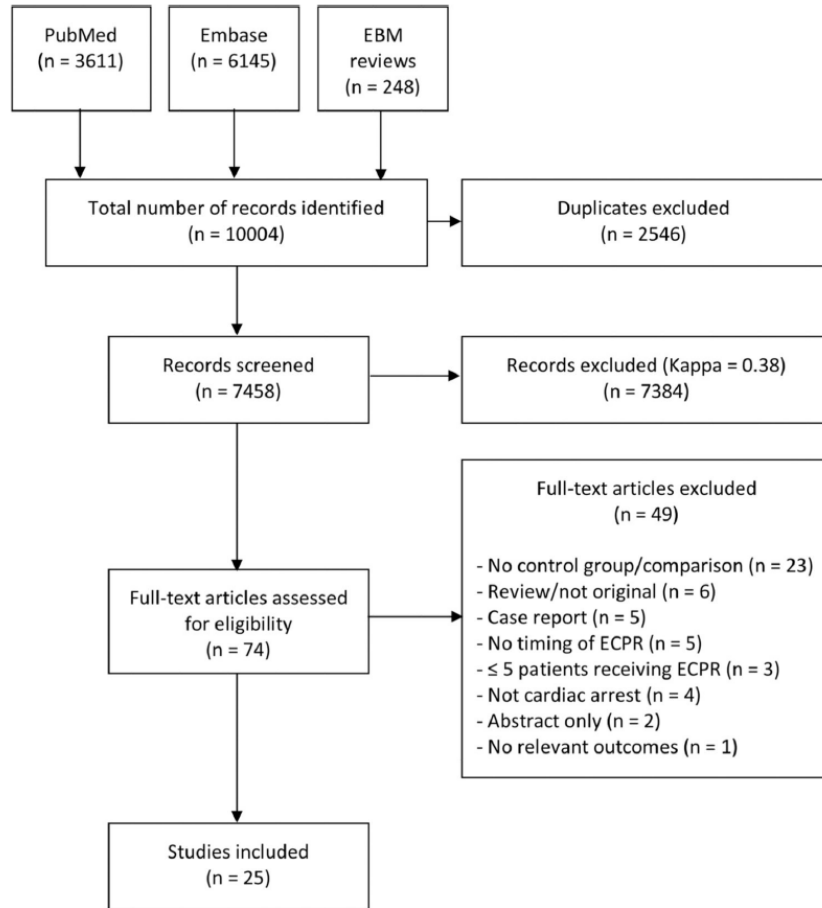 PubMed
(n = 3611)
Embase
(n = 6145)
EBM
reviews
(n = 248)
Total number of records identified
(n = 10004)
Duplicates excluded
(n = 2546)
Records screened
(n = 7458)
Records excluded (Kappa = 0.38)
(n = 7384)
Full-text articles assessed
for eligibility
(n = 74)
Full-text articles excluded
(n = 49)
- No control group/comparison (n = 23)
- Review/not original (n = 6)
- Case report (n = 5)
- No timing of ECPR (n = 5)
- ≤ 5 patients receiving ECPR (n = 3)
- Not cardiac arrest (n = 4)
- Abstract only (n = 2)
- No relevant outcomes (n = 1)
Studies included
(n = 25)